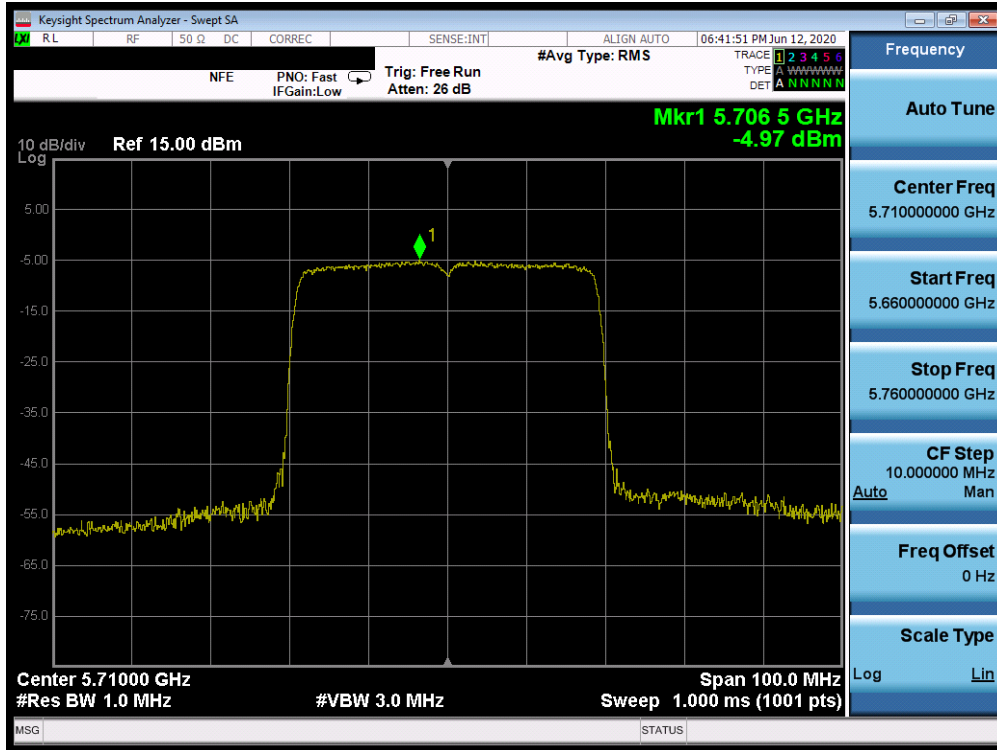 Keysight Spectrum Analyzer - Swept SA
LXI RL RF 50 Ω DC CORREC SENSE:INT ALIGN AUTO 06:41:51 PM Jun 12, 2020
NFE PNO: Fast Trig: Free Run #Avg Type: RMS TRACE 1 2 3 4 5 6
IFGain:Low Atten: 26 dB TYPE A WWWWW
DET A N N N N N
Mkr1 5.706 5 GHz
-4.97 dBm
10 dB/div Ref 15.00 dBm
Log
1
5.00
-5.00
-15.0
-25.0
-35.0
-45.0
-55.0
-65.0
-75.0
Center 5.71000 GHz Span 100.0 MHz
#Res BW 1.0 MHz #VBW 3.0 MHz Sweep 1.000 ms (1001 pts)
MSG STATUS
Frequency
Auto Tune
Center Freq
5.710000000 GHz
Start Freq
5.660000000 GHz
Stop Freq
5.760000000 GHz
CF Step
10.000000 MHz
Auto Man
Freq Offset
0 Hz
Scale Type
Log Lin